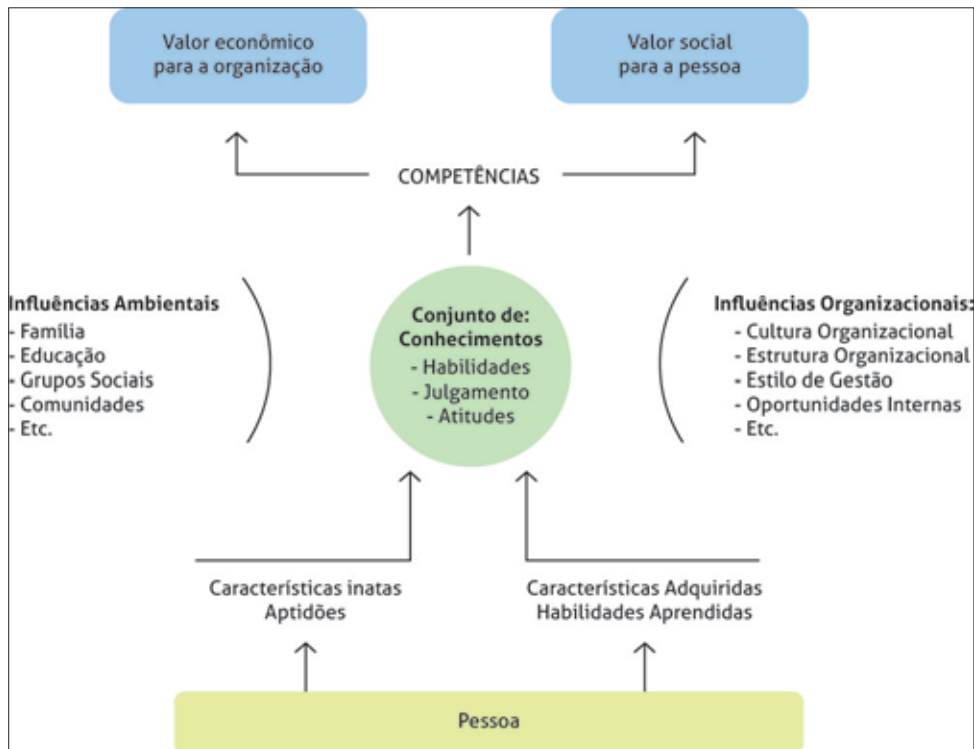 Valor econômico
para a organização
Valor social
para a pessoa
COMPETÊNCIAS
Influências Ambientais
- Família
- Educação
- Grupos Sociais
- Comunidades
- Etc.
Conjunto de:
Conhecimentos
- Habilidades
- Julgamento
- Atitudes
Influências Organizacionais:
- Cultura Organizacional
- Estrutura Organizacional
- Estilo de Gestão
- Oportunidades Internas
- Etc.
Características inatas
Aptidões
Características Adquiridas
Habilidades Aprendidas
Pessoa